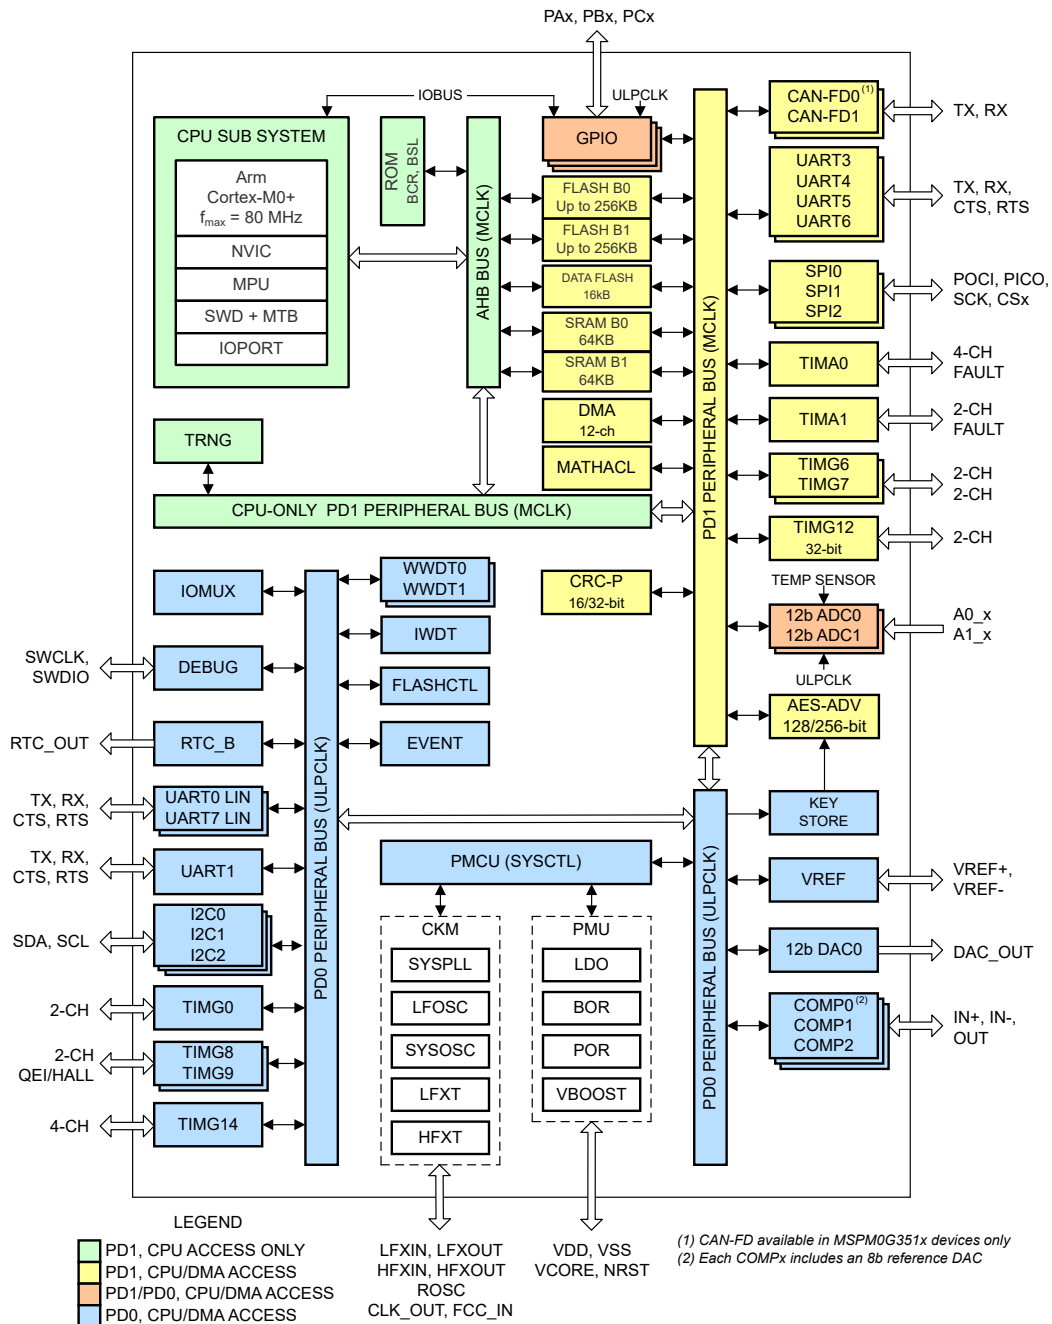 PAx, PBx, PCx
IOBUS
ULPCLK
CPU SUB SYSTEM
Arm
Cortex-M0+
fmax = 80 MHz
NVIC
MPU
SWD + MTB
IOPORT
ROM
BCR, BSL
AHB BUS (MCLK)
GPIO
FLASH B0
Up to 256KB
FLASH B1
Up to 256KB
DATA FLASH
16kB
SRAM B0
64KB
SRAM B1
64KB
DMA
12-ch
MATHACL
TRNG
CPU-ONLY PD1 PERIPHERAL BUS (MCLK)
CRC-P
16/32-bit
PD1 PERIPHERAL BUS (MCLK)
CAN-FD0(1)
CAN-FD1
TX, RX
UART3
UART4
UART5
UART6
TX, RX,
CTS, RTS
SPI0
SPI1
SPI2
POCI, PICO,
SCK, CSx
TIMA0
4-CH
FAULT
TIMA1
2-CH
FAULT
TIMG6
TIMG7
2-CH
2-CH
TIMG12
32-bit
2-CH
TEMP SENSOR
12b ADC0
12b ADC1
A0_x
A1_x
ULPCLK
AES-ADV
128/256-bit
KEY
STORE
VREF
VREF+,
VREF-
12b DAC0
DAC_OUT
COMP0(2)
COMP1
COMP2
IN+, IN-,
OUT
PD0 PERIPHERAL BUS (ULPCLK)
IOMUX
SWCLK,
SWDIO
DEBUG
RTC_OUT
RTC_B
TX, RX,
CTS, RTS
UART0 LIN
UART7 LIN
TX, RX,
CTS, RTS
UART1
SDA, SCL
I2C0
I2C1
I2C2
2-CH
TIMG0
2-CH
QEI/HALL
TIMG8
TIMG9
4-CH
TIMG14
PD0 PERIPHERAL BUS (ULPCLK)
WWDT0
WWDT1
IWDT
FLASHCTL
EVENT
PMCU (SYSCTL)
CKM
SYSPLL
LFOSC
SYSOSC
LFXT
HFXT
PMU
LDO
BOR
POR
VBOOST
LFXIN, LFXOUT
HFXIN, HFXOUT
ROSC
CLK_OUT, FCC_IN
VDD, VSS
VCORE, NRST
LEGEND
PD1, CPU ACCESS ONLY
PD1, CPU/DMA ACCESS
PD1/PD0, CPU/DMA ACCESS
PD0, CPU/DMA ACCESS
(1) CAN-FD available in MSPM0G351x devices only
(2) Each COMPx includes an 8b reference DAC